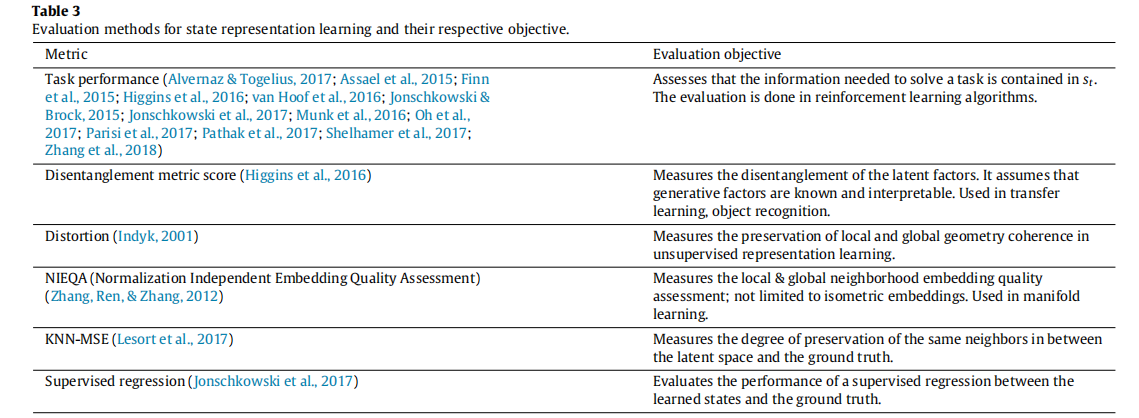 Table 3
Evaluation methods for state representation learning and their respective objective.
Metric
Evaluation objective
Task performance (Alvernaz & Togelius, 2017; Assael et al., 2015; Finn
et al., 2015; Higgins et al., 2016; van Hoof et al., 2016; Jonschkowski &
Brock, 2015; Jonschkowski et al., 2017; Munk et al., 2016; Oh et al.,
2017; Parisi et al., 2017; Pathak et al., 2017; Shelhamer et al., 2017;
Zhang et al., 2018)
Assesses that the information needed to solve a task is contained in sₜ.
The evaluation is done in reinforcement learning algorithms.
Disentanglement metric score (Higgins et al., 2016)
Measures the disentanglement of the latent factors. It assumes that
generative factors are known and interpretable. Used in transfer
learning, object recognition.
Distortion (Indyk, 2001)
Measures the preservation of local and global geometry coherence in
unsupervised representation learning.
NIEQA (Normalization Independent Embedding Quality Assessment)
(Zhang, Ren, & Zhang, 2012)
Measures the local & global neighborhood embedding quality
assessment; not limited to isometric embeddings. Used in manifold
learning.
KNN-MSE (Lesort et al., 2017)
Measures the degree of preservation of the same neighbors in between
the latent space and the ground truth.
Supervised regression (Jonschkowski et al., 2017)
Evaluates the performance of a supervised regression between the
learned states and the ground truth.